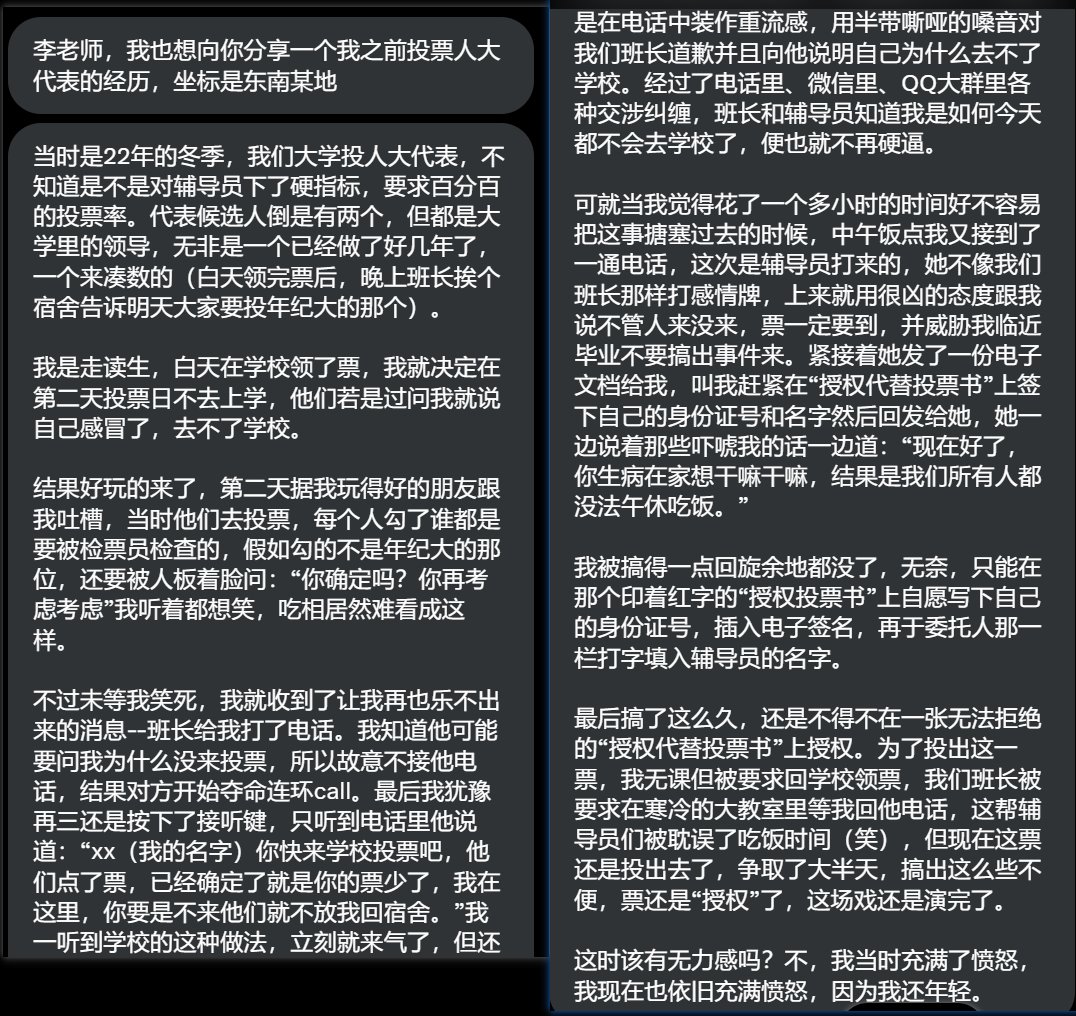 李老师，我也想向你分享一个我之前投票人大
代表的经历，坐标是东南某地
当时是22年的冬季，我们大学投人大代表，不
知道是不是对辅导员下了硬指标，要求百分百
的投票率。代表候选人倒是有两个，但都是大
学里的领导，无非是一个已经做了好几年了，
一个来凑数的（白天领完票后，晚上班长挨个
宿舍告诉明天大家要投年纪大的那个）。
我是走读生，白天在学校领了票，我就决定在
第二天投票日不去上学，他们若是过问我就说
自己感冒了，去不了学校。
结果好玩的来了，第二天据我玩得好的朋友跟
我吐槽，当时他们去投票，每个人勾了谁都是
要被检票员检查的，假如勾的不是年纪大的那
位，还要被人板着脸问：“你确定吗？你再考
虑考虑”我听着都想笑，吃相居然难看成这
样。
不过未等我笑死，我就收到了让我再也乐不出
来的消息--班长给我打了电话。我知道他可能
要问我为什么没来投票，所以故意不接他电
话，结果对方开始夺命连环call。最后我犹豫
再三还是按下了接听键，只听到电话里他说
道：“xx（我的名字）你快来学校投票吧，他
们点了票，已经确定了就是你的票少了，我在
这里，你要是不来他们就不放我回宿舍。”我
一听到学校的这种做法，立刻就来气了，但还
是在电话中装作重流感，用半带嘶哑的嗓音对
我们班长道歉并且向他说明自己为什么去不了
学校。经过了电话里、微信里、QQ大群里各
种交涉纠缠，班长和辅导员知道我是如何今天
都不会去学校了，便也就不再硬逼。
可就当我觉得花了一个多小时的时间好不容易
把这事搪塞过去的时候，中午饭点我又接到了
一通电话，这次是辅导员打来的，她不像我们
班长那样打感情牌，上来就用很凶的态度跟我
说不管人来没来，票一定要到，并威胁我临近
毕业不要搞出事件来。紧接着她发了一份电子
文档给我，叫我赶紧在“授权代替投票书”上签
下自己的身份证号和名字然后回发给她，她一
边说着那些吓唬我的话一边道：“现在好了，
你生病在家想干嘛干嘛，结果是我们所有人都
没法午休吃饭。”
我被搞得一点回旋余地都没了，无奈，只能在
那个印着红字的“授权投票书”上自愿写下自己
的身份证号，插入电子签名，再于委托人那一
栏打字填入辅导员的名字。
最后搞了这么久，还是不得不在一张无法拒绝
的“授权代替投票书”上授权。为了投出这一
票，我无课但被要求回学校领票，我们班长被
要求在寒冷的大教室里等我回他电话，这帮辅
导员们被耽误了吃饭时间（笑），但现在这票
还是投出去了，争取了大半天，搞出这么些不
便，票还是“授权”了，这场戏还是演完了。
这时该有无力感吗？不，我当时充满了愤怒，
我现在也依旧充满愤怒，因为我还年轻。